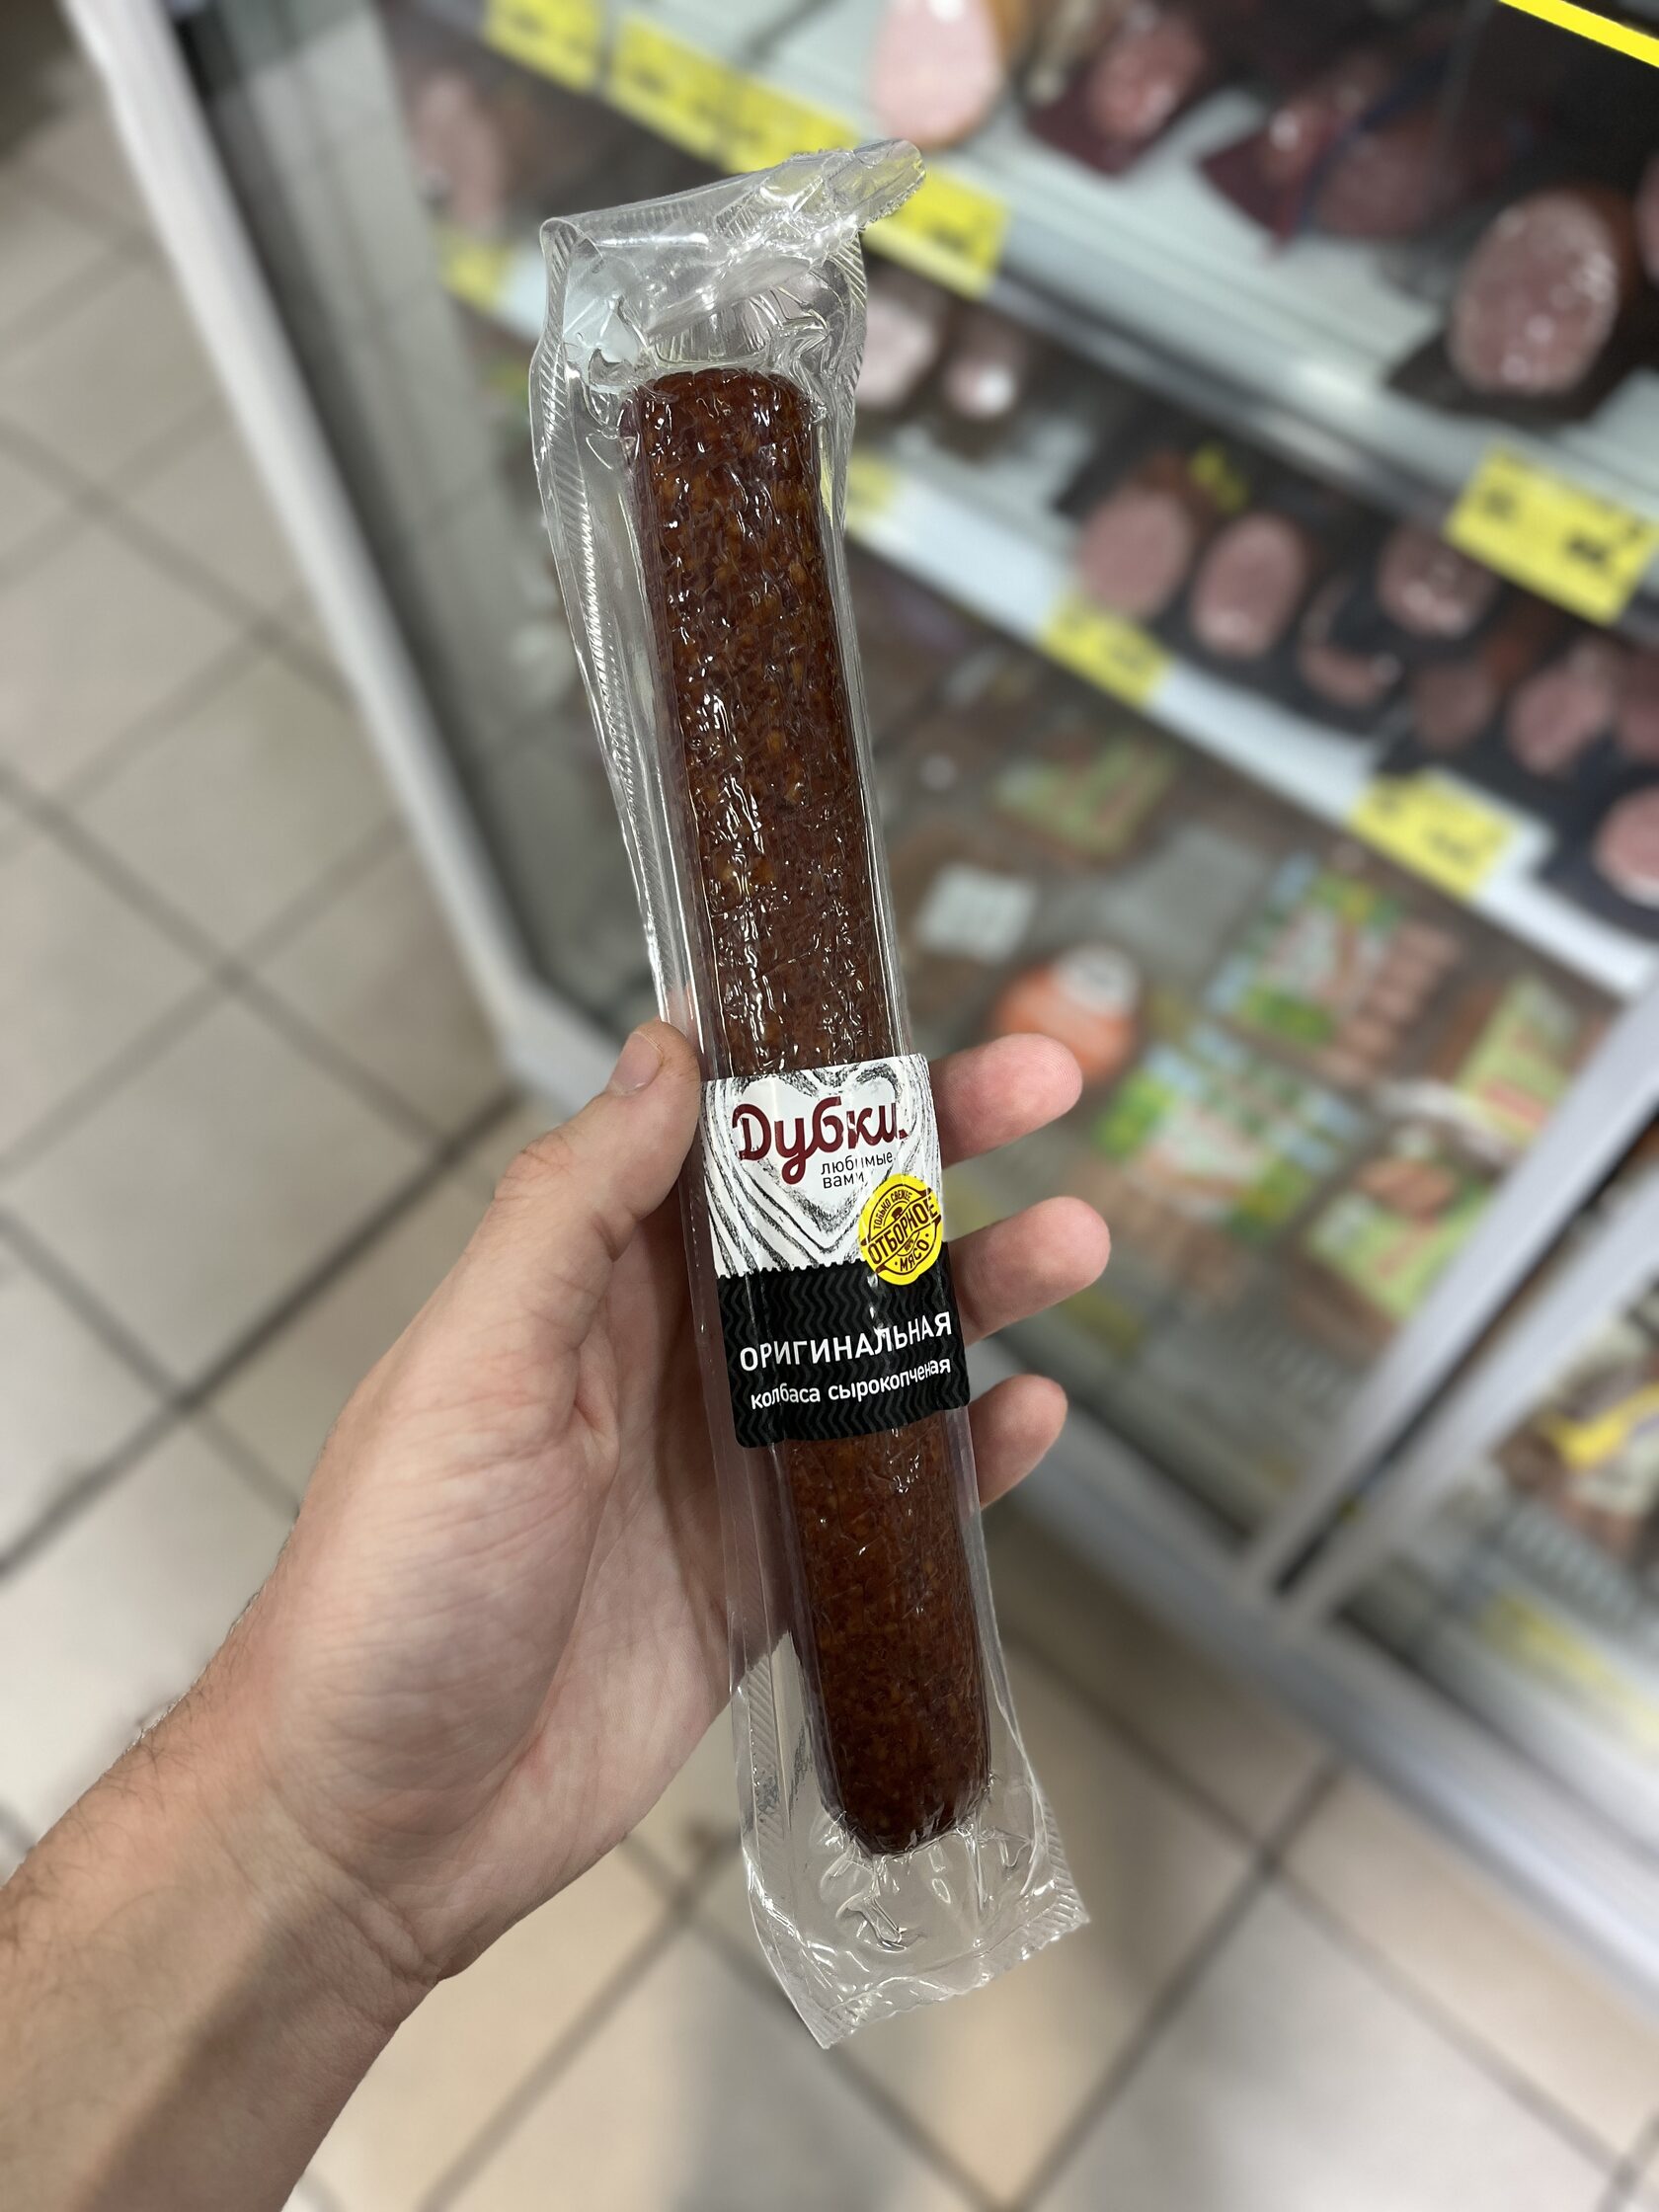 Дубки
любимые
вами
ТОЛЬКО СВЕЖЕЕ
ОТБОРНОЕ
МЯСО
ОРИГИНАЛЬНАЯ
колбаса сырокопченая